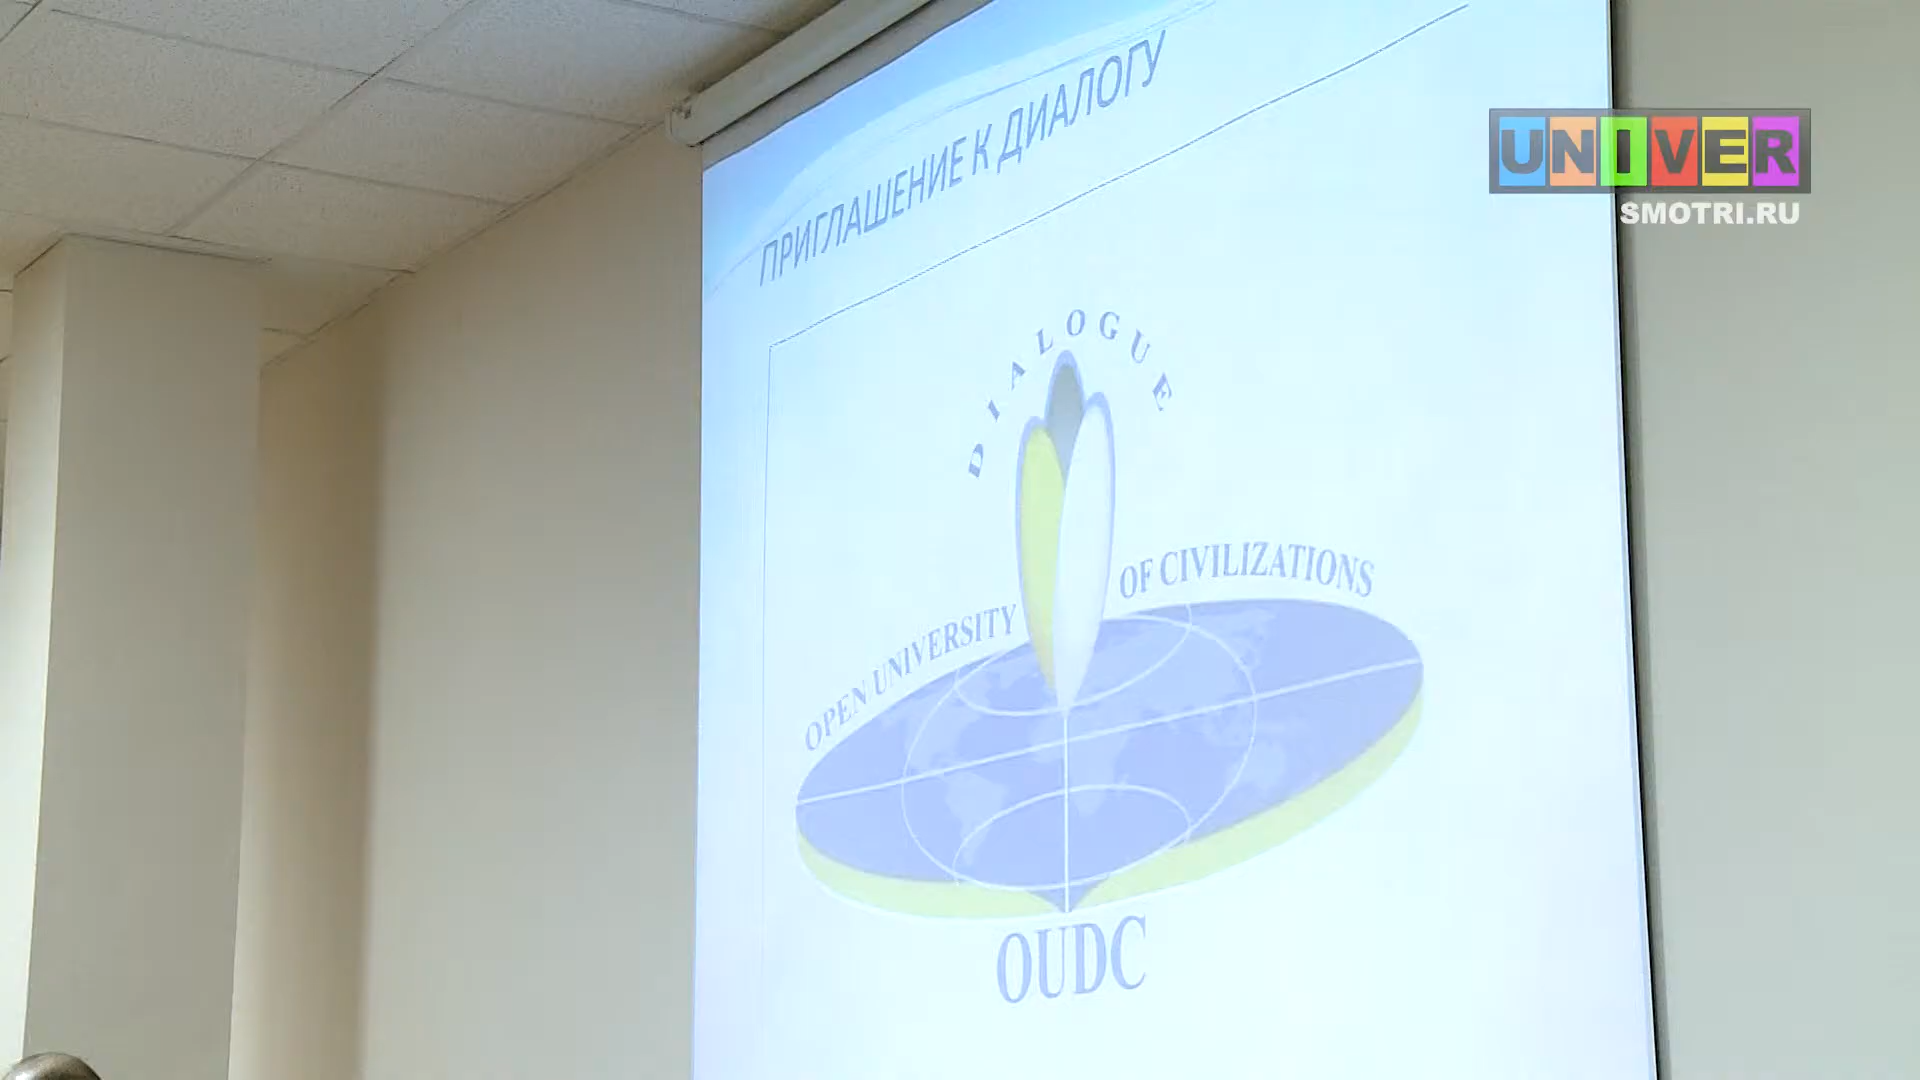 ПРИГЛАШЕНИЕ К ДИАЛОГУ
UNIVER
SMOTRI.RU
DIALOGUE
OPEN UNIVERSITY OF CIVILIZATIONS
OUDC